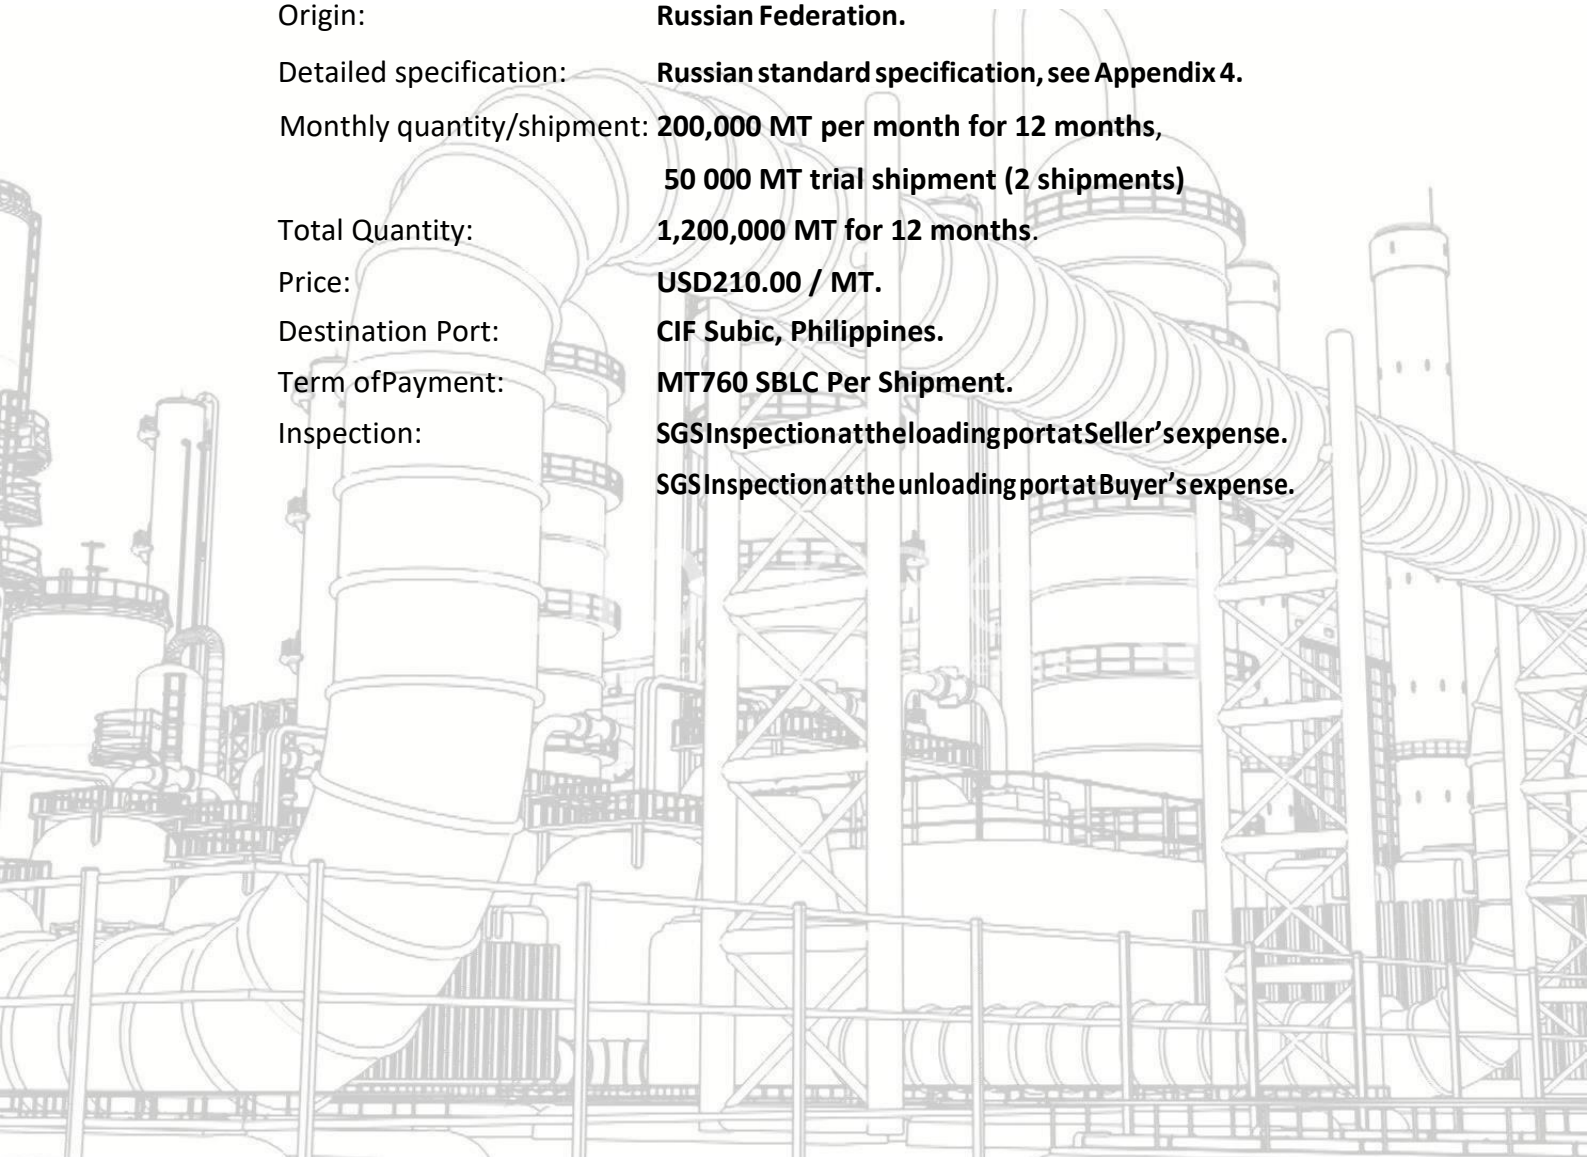 Origin: Russian Federation.
Detailed specification: Russian standard specification, see Appendix 4.
Monthly quantity/shipment: 200,000 MT per month for 12 months,
50 000 MT trial shipment (2 shipments)
Total Quantity: 1,200,000 MT for 12 months.
Price: USD210.00 / MT.
Destination Port: CIF Subic, Philippines.
Term ofPayment: MT760 SBLC Per Shipment.
Inspection: SGSInspectionattheloadingportatSeller'sexpense.
SGSInspectionattheunloadingportatBuyer'sexpense.